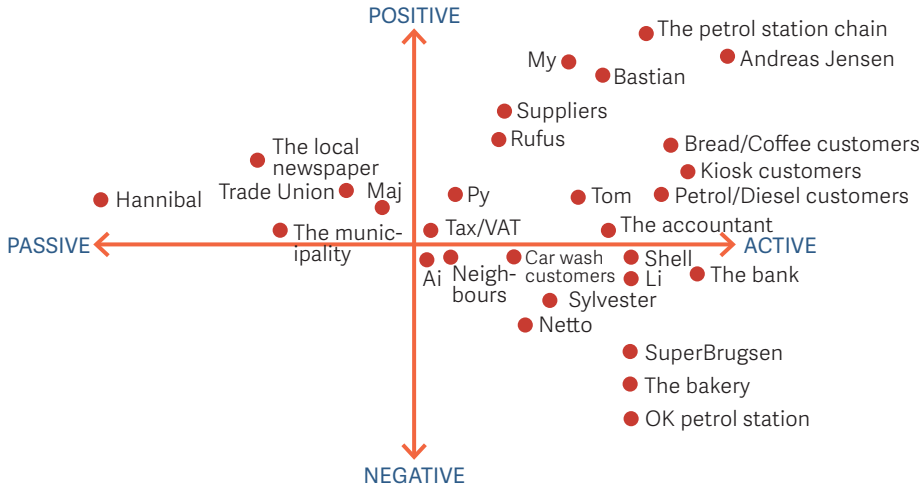 POSITIVE
The petrol station chain
Andreas Jensen
My
Bastian
Suppliers
Rufus
Bread/Coffee customers
The local
newspaper
Kiosk customers
Hannibal
Trade Union
Maj
Py
Tom
Petrol/Diesel customers
The munic-
ipality
Tax/VAT
The accountant
PASSIVE
ACTIVE
Ai
Neigh-
bours
Car wash
customers
Shell
Li
The bank
Sylvester
Netto
SuperBrugsen
The bakery
OK petrol station
NEGATIVE